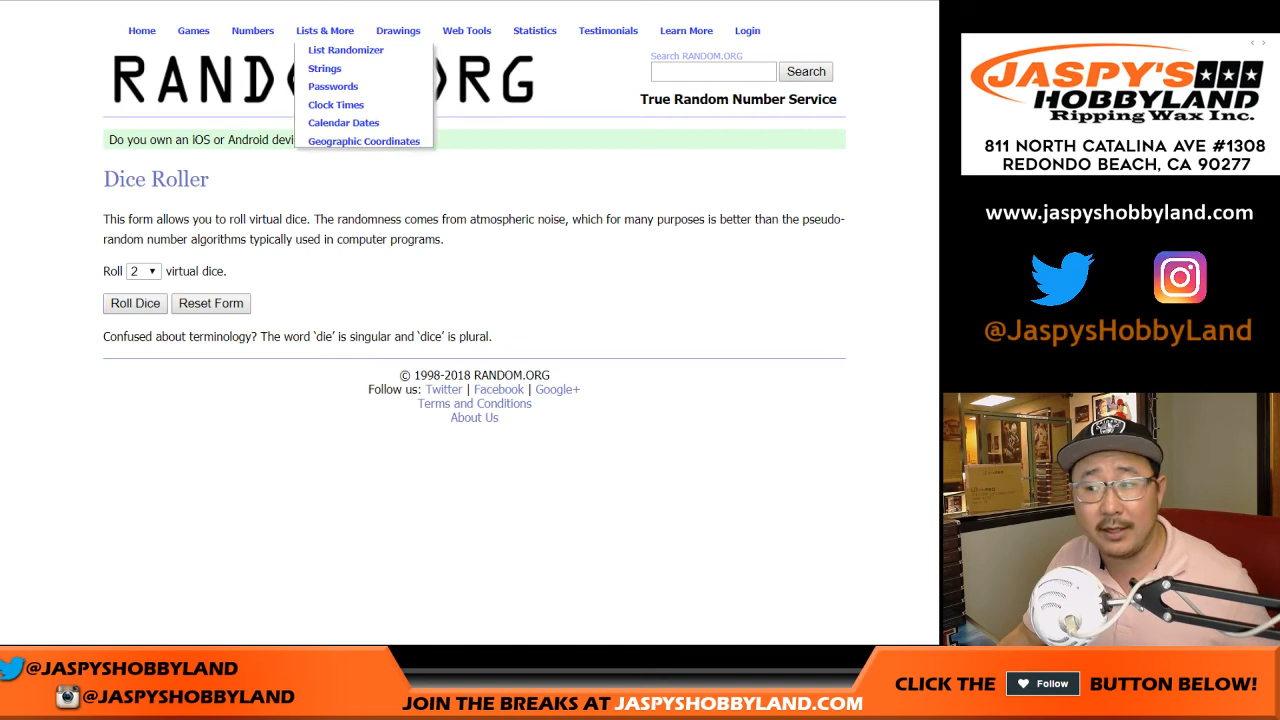 Home Games Numbers Lists & More Drawings Web Tools Statistics Testimonials Learn More Login
List Randomizer
Strings
Passwords
Clock Times
Calendar Dates
Geographic Coordinates
RAND RG
Search RANDOM.ORG
Search
True Random Number Service
Do you own an iOS or Android devi
Dice Roller
This form allows you to roll virtual dice. The randomness comes from atmospheric noise, which for many purposes is better than the pseudo-
random number algorithms typically used in computer programs.
Roll 2 virtual dice.
Roll Dice Reset Form
Confused about terminology? The word ‘die’ is singular and ‘dice’ is plural.
© 1998-2018 RANDOM.ORG
Follow us: Twitter | Facebook | Google+
Terms and Conditions
About Us
JASPY'S
HOBBYLAND
Ripping Wax Inc.
811 NORTH CATALINA AVE #1308
REDONDO BEACH, CA 90277
www.jaspyshobbyland.com
@JaspysHobbyLand
@JASPYSHOBBYLAND
@JASPYSHOBBYLAND
JOIN THE BREAKS AT JASPYSHOBBYLAND.COM
CLICK THE Follow BUTTON BELOW!